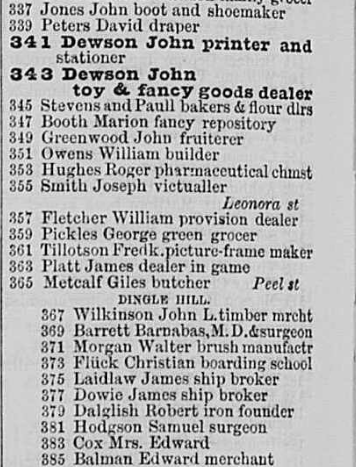 337 Jones John boot and shoemaker
339 Peters David draper
341 Dewson John printer and
stationer
343 Dewson John
toy & fancy goods dealer
345 Stevens and Paull bakers & flour dlrs
347 Booth Marion fancy repository
349 Greenwood John fruiterer
351 Owens William builder
353 Hughes Roger pharmaceutical chmst
355 Smith Joseph victualler
Leonora st
357 Fletcher William provision dealer
359 Pickles George green grocer
361 Tillotson Fredk.picture-frame maker
363 Platt James dealer in game
365 Metcalf Giles butcher Peel st
DINGLE HILL.
367 Wilkinson John L.timber mrcht
369 Barrett Barnabas,M.D.&surgeon
371 Morgan Walter brush manufactr
373 Flück Christian boarding school
375 Laidlaw James ship broker
377 Dowie James ship broker
379 Dalglish Robert iron founder
381 Hodgson Samuel surgeon
383 Cox Mrs. Edward
385 Balman Edward merchant